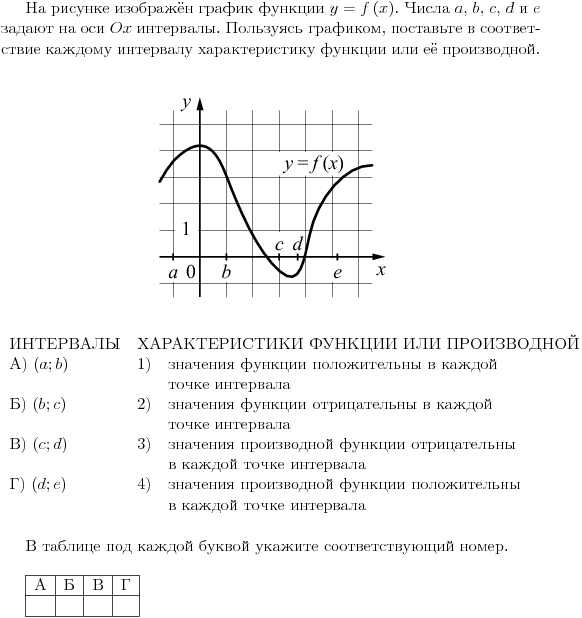 На рисунке изображён график функции y = f (x). Числа a, b, c, d и e
задают на оси Ox интервалы. Пользуясь графиком, поставьте в соответ-
ствие каждому интервалу характеристику функции или её производной.
y
y = f (x)
1
c d
a 0 b e x
ИНТЕРВАЛЫ ХАРАКТЕРИСТИКИ ФУНКЦИИ ИЛИ ПРОИЗВОДНОЙ
А) (a; b) 1) значения функции положительны в каждой
точке интервала
Б) (b; c) 2) значения функции отрицательны в каждой
точке интервала
В) (c; d) 3) значения производной функции отрицательны
в каждой точке интервала
Г) (d; e) 4) значения производной функции положительны
в каждой точке интервала
В таблице под каждой буквой укажите соответствующий номер.
А Б В Г